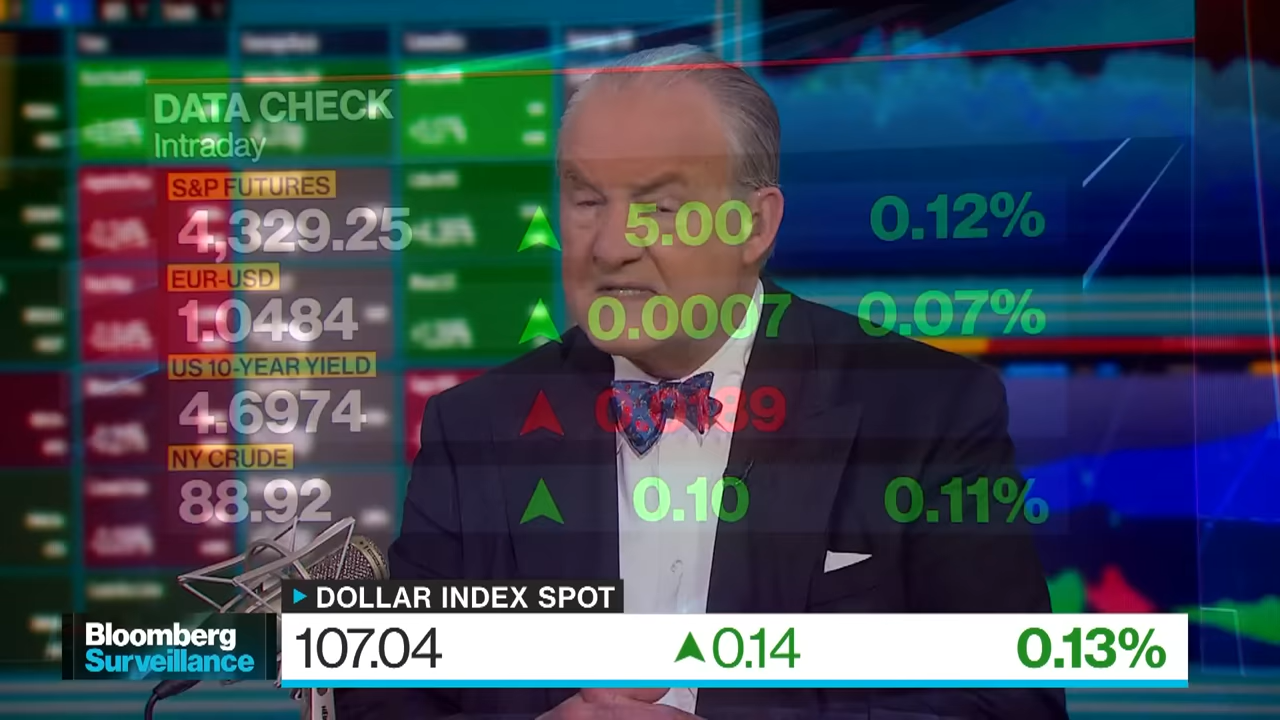 DATA CHECK
Intraday
S&P FUTURES
4,329.25 ▲ 5.00 0.12%
EUR-USD
1.0484 ▲ 0.0007 0.07%
US 10-YEAR YIELD
4.6974 ▲ 0.0189
NY CRUDE
88.92 ▲ 0.10 0.11%
DOLLAR INDEX SPOT
Bloomberg
Surveillance
107.04 ▲0.14 0.13%